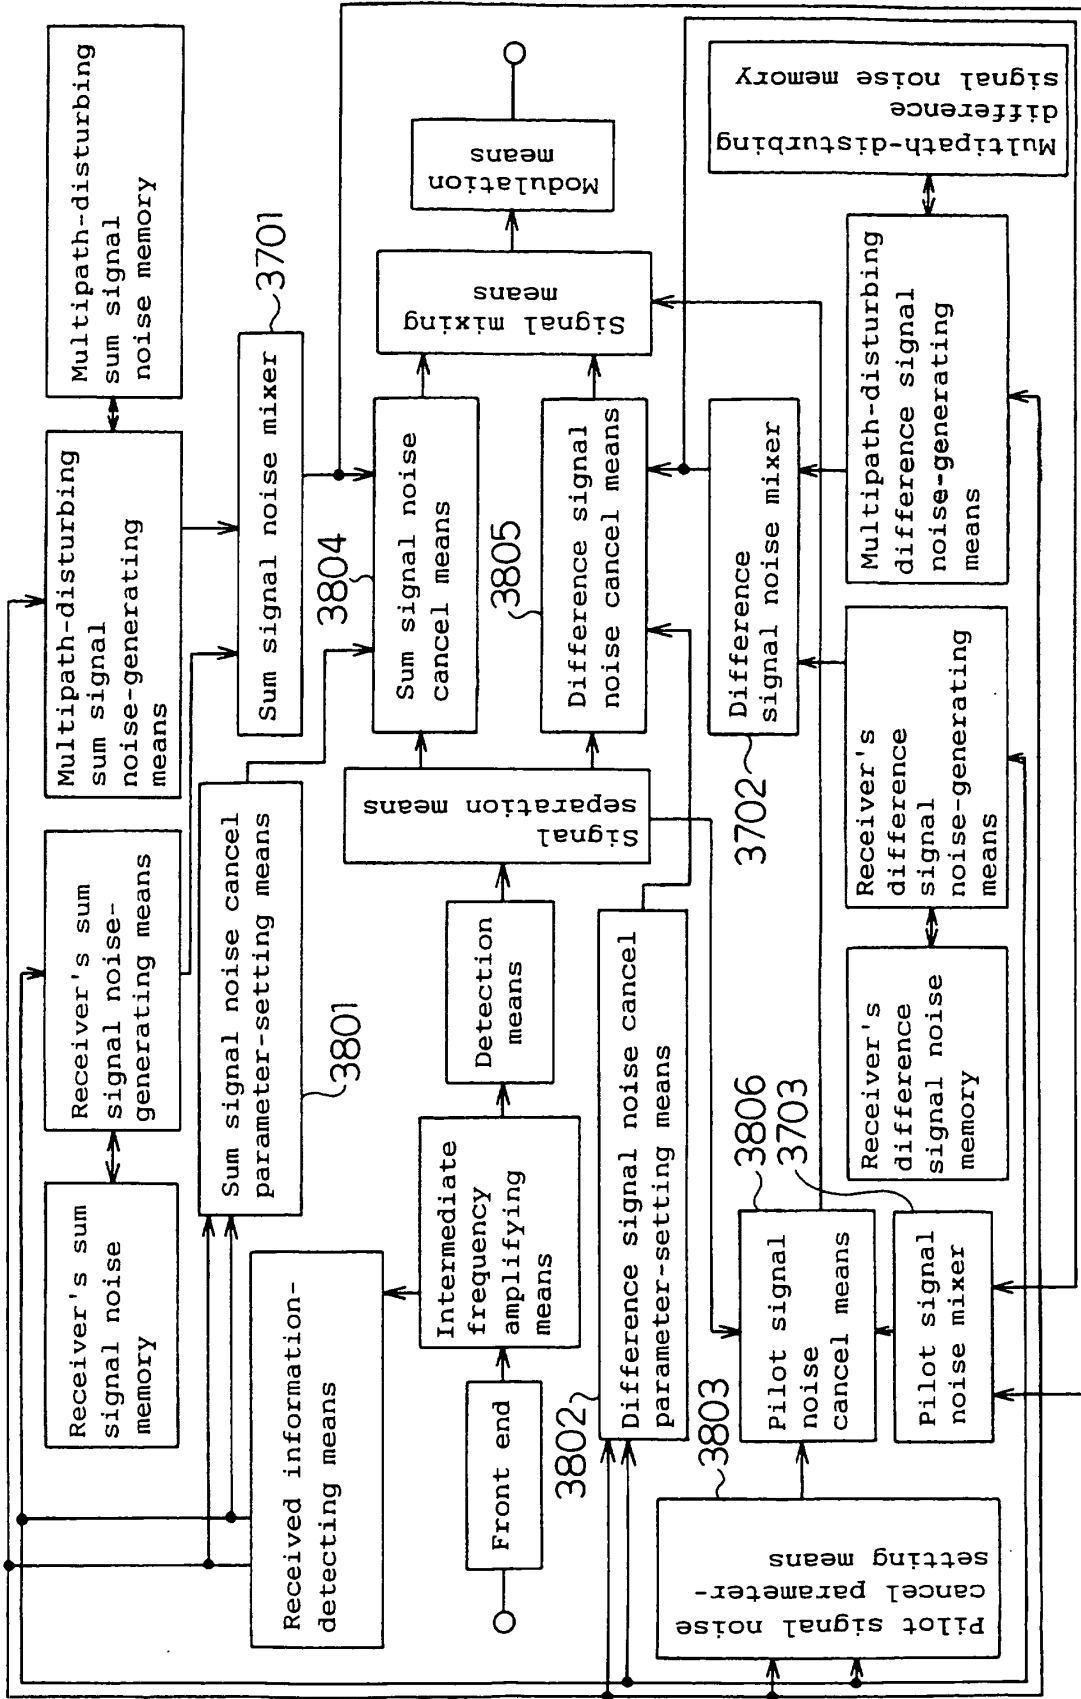 Receiver's sum
signal noise
memory
Receiver's sum
signal noise-
generating means
Multipath-disturbing
sum signal
noise-generating
means
Multipath-disturbing
sum signal
noise memory
Sum signal noise cancel
parameter-setting means
3801
Sum signal noise mixer
3701
Received information-
detecting means
Front end
Intermediate
frequency
amplifying
means
Detection
means
Signal
separation means
3804
Sum signal noise
cancel means
3805
Difference signal
noise cancel means
Signal mixing
means
Modulation
means
3802
Difference signal noise cancel
parameter-setting means
3702
Difference
signal noise mixer
3803
Pilot signal noise
cancel parameter-
setting means
Pilot signal
noise
cancel means
3806
3703
Pilot signal
noise mixer
Receiver's
difference
signal noise
memory
Receiver's
difference
signal
noise-generating
means
Multipath-disturbing
difference signal
noise-generating
means
Multipath-disturbing
difference
signal noise memory